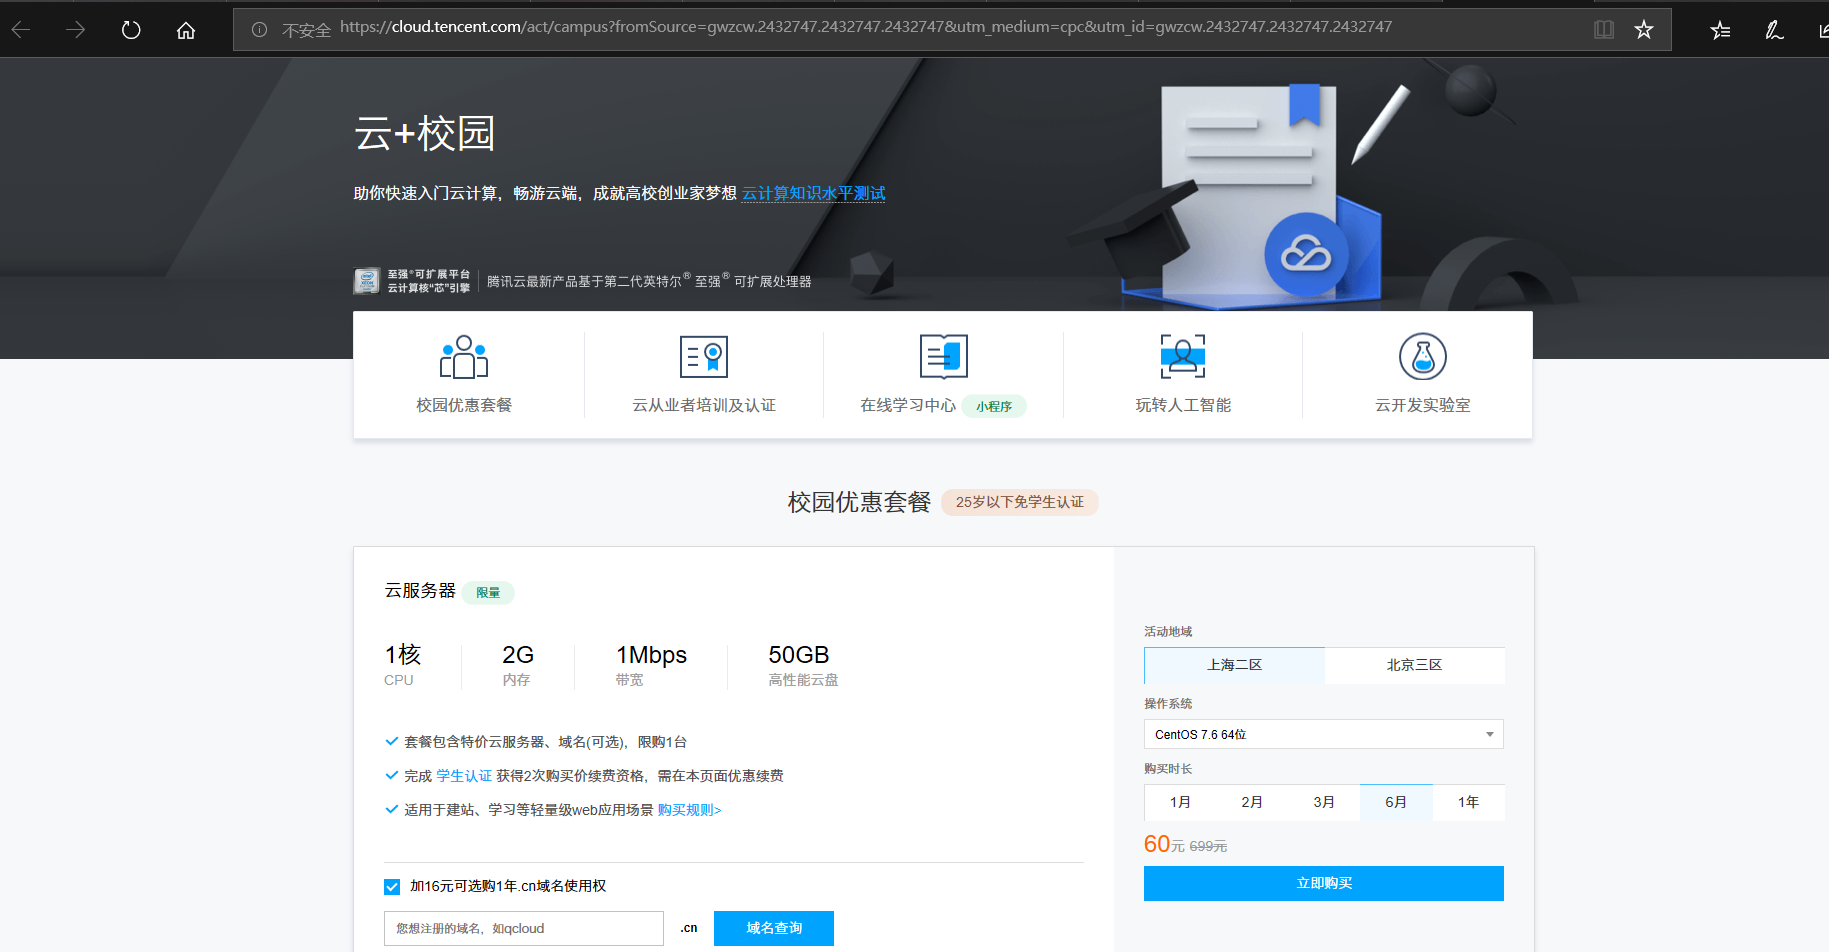 不安全 https://cloud.tencent.com/act/campus?fromSource=gwzcw.2432747.2432747.2432747&utm_medium=cpc&utm_id=gwzcw.2432747.2432747.2432747
云+校园
助你快速入门云计算，畅游云端，成就高校创业家梦想 云计算知识水平测试
至强®可扩展平台
云计算核“芯”引擎
腾讯云最新产品基于第二代英特尔® 至强® 可扩展处理器
校园优惠套餐
云从业者培训及认证
在线学习中心 小程序
玩转人工智能
云开发实验室
校园优惠套餐 25岁以下免学生认证
云服务器 限量
1核 2G 1Mbps 50GB
CPU 内存 带宽 高性能云盘
套餐包含特价云服务器、域名(可选)，限购1台
完成 学生认证 获得2次购买价续费资格，需在本页面优惠续费
适用于建站、学习等轻量级web应用场景 购买规则>
加16元可选购1年.cn域名使用权
您想注册的域名，如qcloud .cn 域名查询
活动地域
上海二区 北京三区
操作系统
CentOS 7.6 64位
购买时长
1月 2月 3月 6月 1年
60元 699元
立即购买